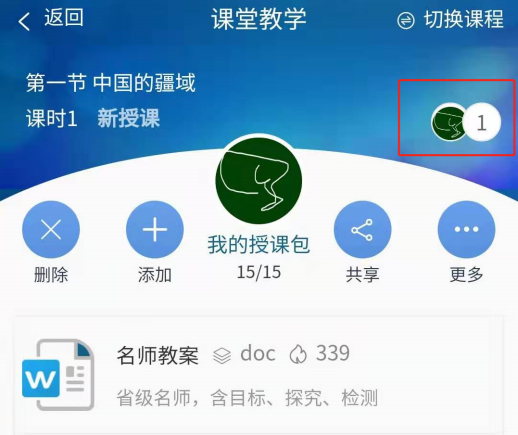 返回 课堂教学 切换课程
第一节 中国的疆域
课时1 新授课 1
我的授课包
15/15
删除 添加 共享 更多
名师教案 doc 339
W
省级名师，含目标、探究、检测